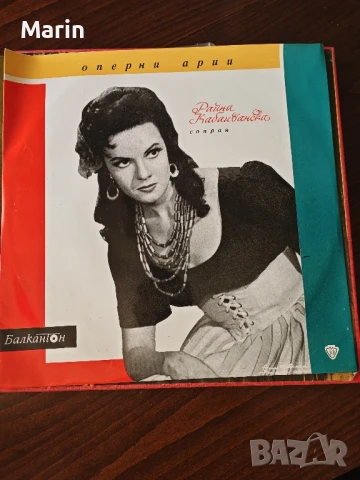 Marin
оперни арии
Райна
Кабаиванска
сопран
Балкантон
BAZAR